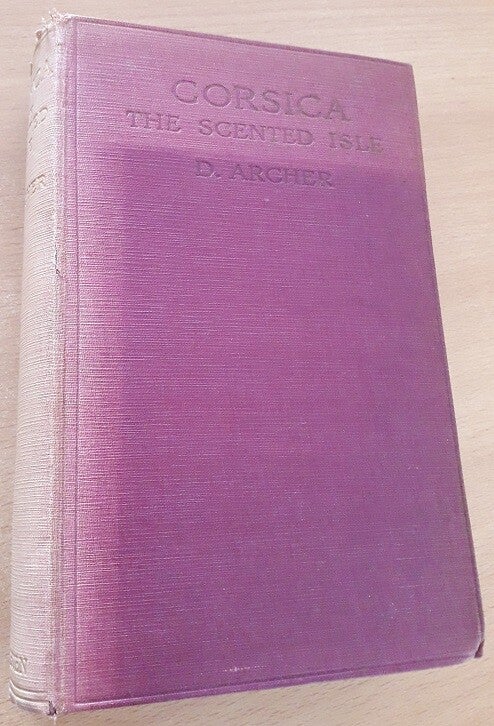 CORSICA
THE SCENTED ISLE
D. ARCHER